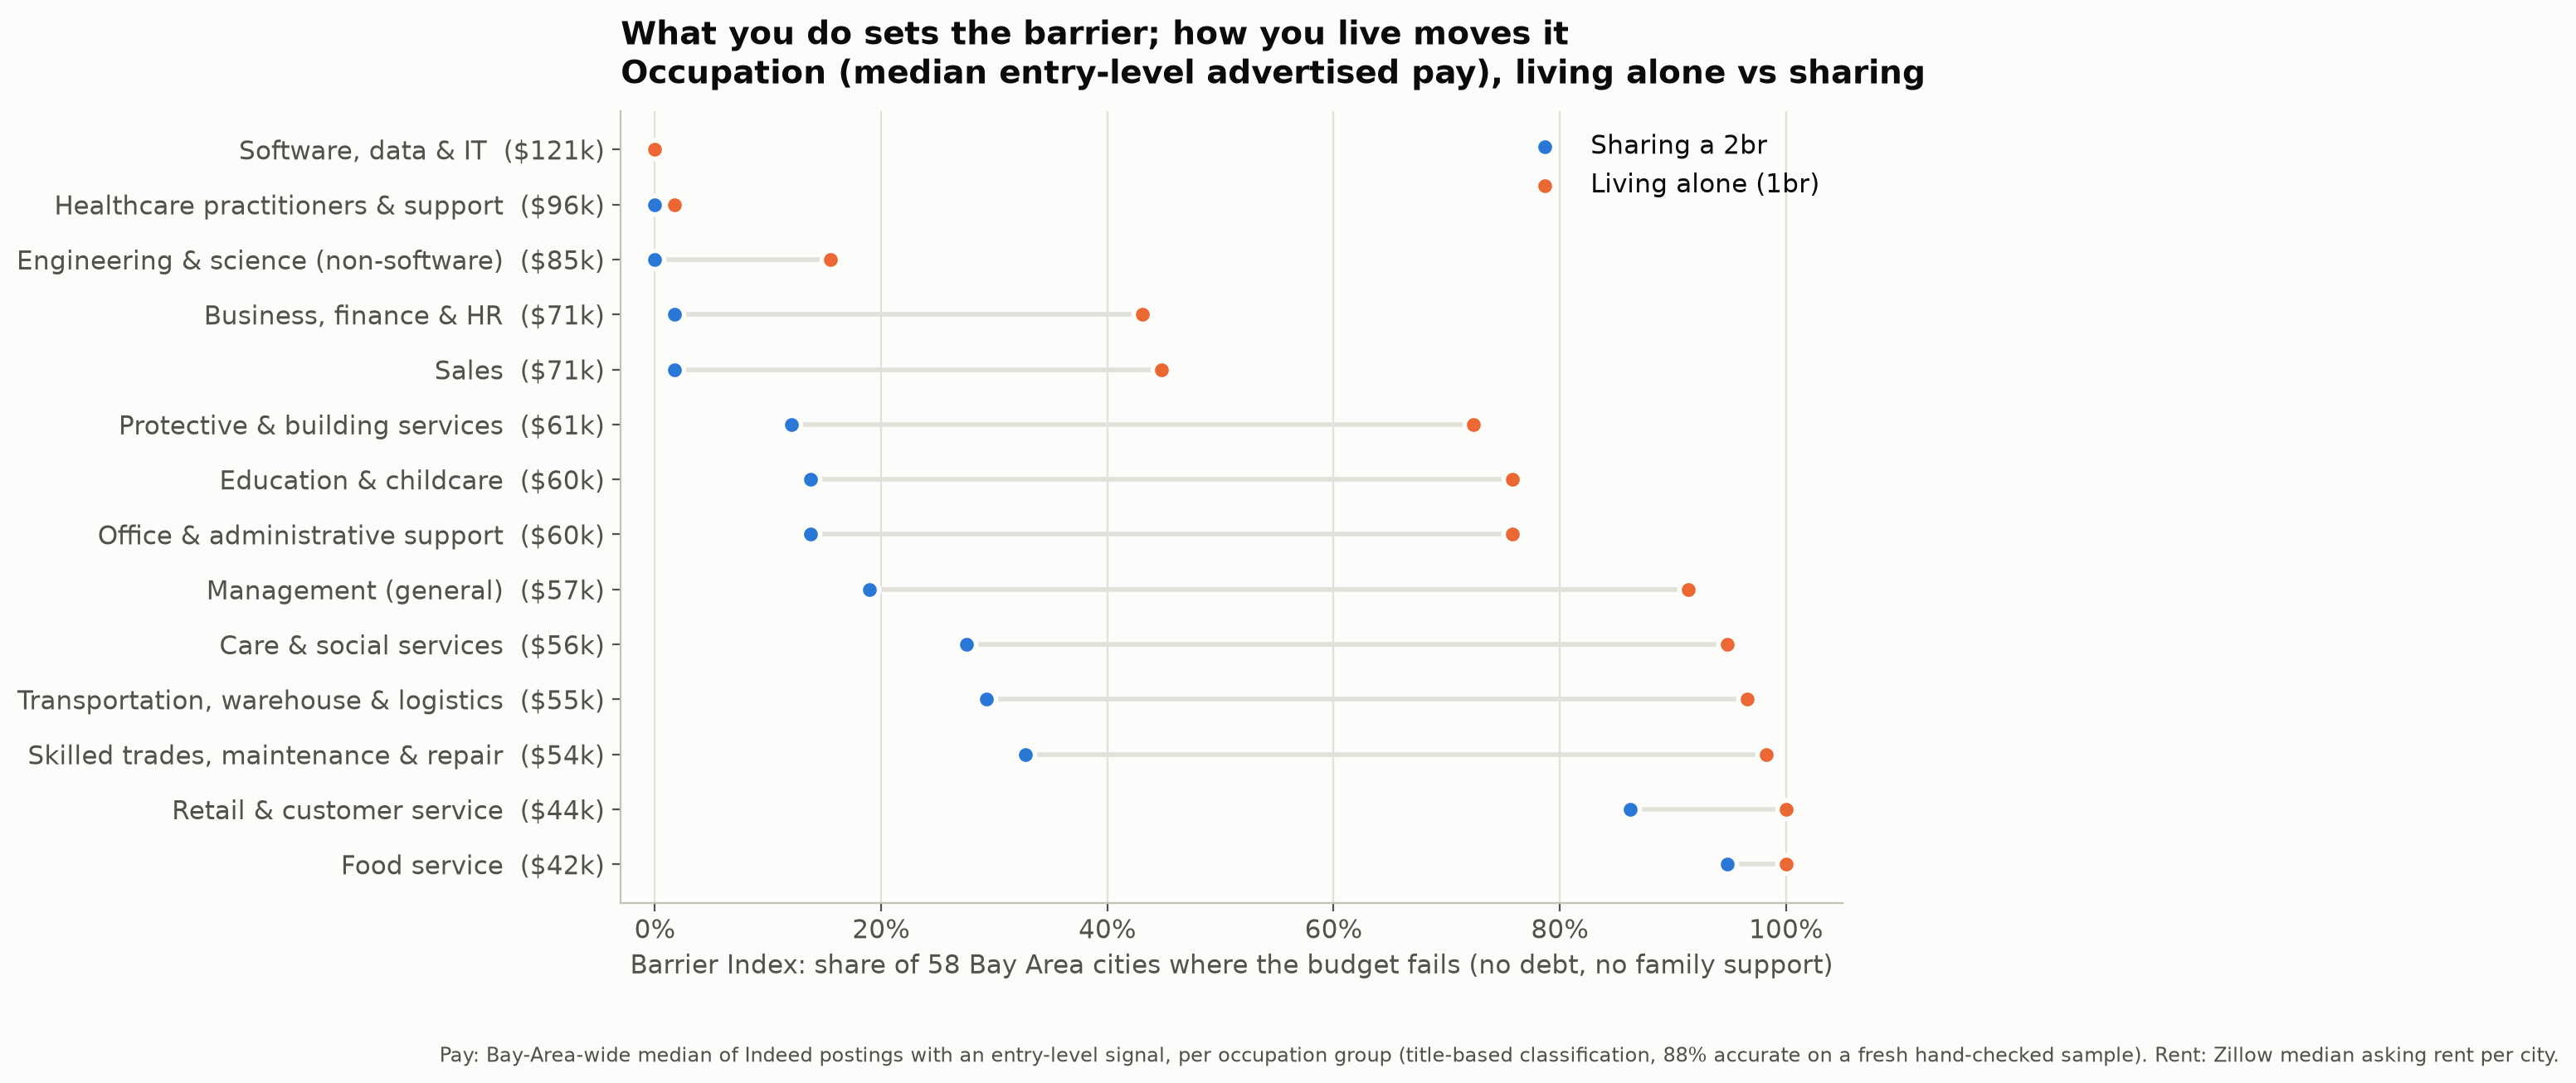 What you do sets the barrier; how you live moves it
Occupation (median entry-level advertised pay), living alone vs sharing
Sharing a 2br
Living alone (1br)
Software, data & IT ($121k)
Healthcare practitioners & support ($96k)
Engineering & science (non-software) ($85k)
Business, finance & HR ($71k)
Sales ($71k)
Protective & building services ($61k)
Education & childcare ($60k)
Office & administrative support ($60k)
Management (general) ($57k)
Care & social services ($56k)
Transportation, warehouse & logistics ($55k)
Skilled trades, maintenance & repair ($54k)
Retail & customer service ($44k)
Food service ($42k)
0% 20% 40% 60% 80% 100%
Barrier Index: share of 58 Bay Area cities where the budget fails (no debt, no family support)
Pay: Bay-Area-wide median of Indeed postings with an entry-level signal, per occupation group (title-based classification, 88% accurate on a fresh hand-checked sample). Rent: Zillow median asking rent per city.